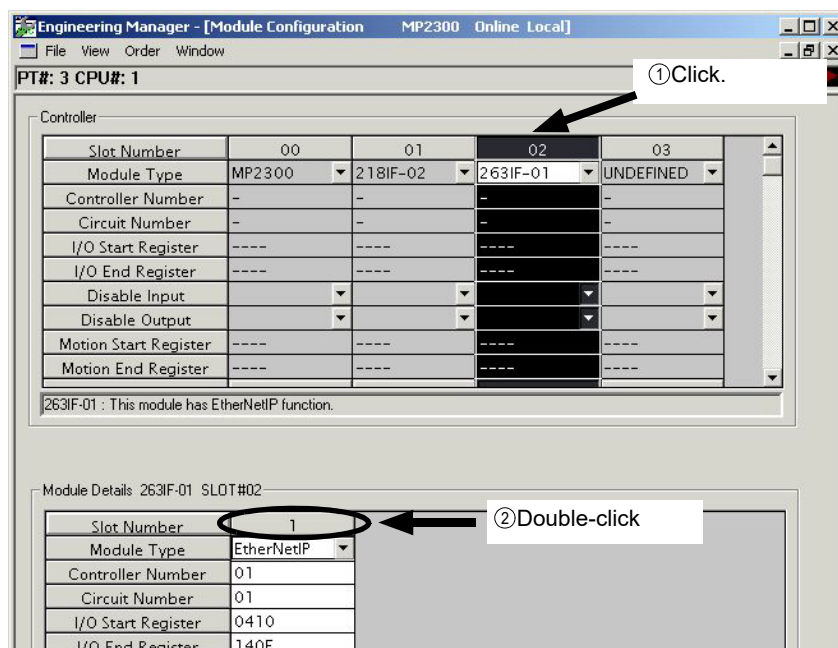 Engineering Manager - [Module Configuration MP2300 Online Local]
File View Order Window
PT#: 3 CPU#: 1
①Click.
Controller
Slot Number 00 01 02 03
Module Type MP2300 218IF-02 263IF-01 UNDEFINED
Controller Number - - - -
Circuit Number - - - -
I/O Start Register ---- ---- ---- ----
I/O End Register ---- ---- ---- ----
Disable Input
Disable Output
Motion Start Register ---- ---- ---- ----
Motion End Register ---- ---- ---- ----
263IF-01 : This module has EtherNetIP function.
Module Details 263IF-01 SLOT#02
Slot Number 1
②Double-click
Module Type EtherNetIP
Controller Number 01
Circuit Number 01
I/O Start Register 0410
I/O End Register 140F